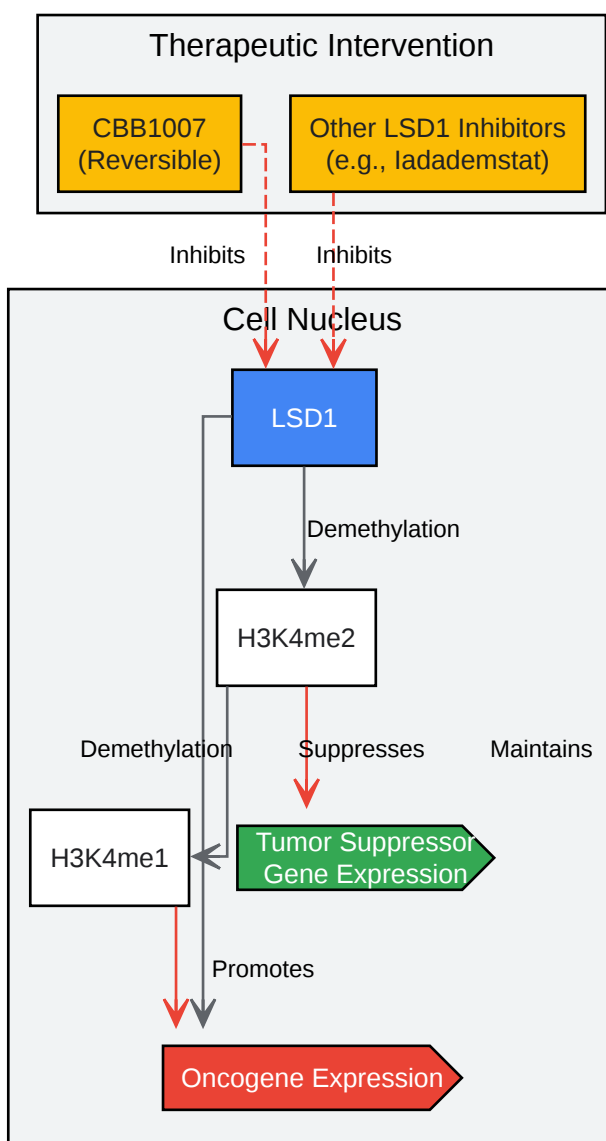 Therapeutic Intervention
CBB1007
(Reversible)
Other LSD1 Inhibitors
(e.g., Iadademstat)
Inhibits
Inhibits
Cell Nucleus
LSD1
Demethylation
H3K4me2
Demethylation
Suppresses
Maintains
H3K4me1
Tumor Suppressor
Gene Expression
Promotes
Oncogene Expression